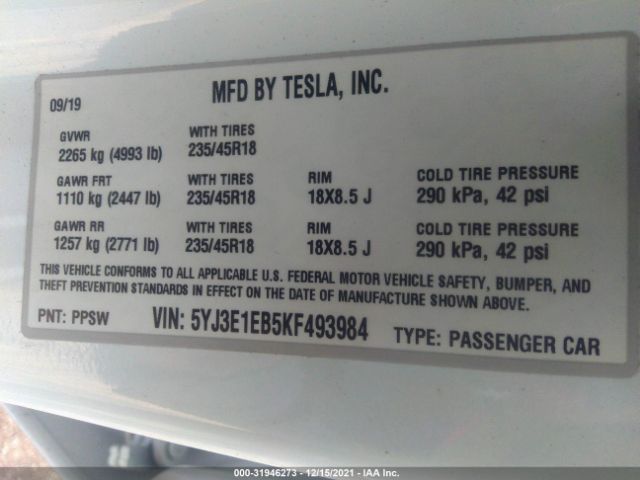 09/19 MFD BY TESLA, INC.
GVWR WITH TIRES
2265 kg (4993 lb) 235/45R18
GAWR FRT WITH TIRES RIM COLD TIRE PRESSURE
1110 kg (2447 lb) 235/45R18 18X8.5 J 290 kPa, 42 psi
GAWR RR WITH TIRES RIM COLD TIRE PRESSURE
1257 kg (2771 lb) 235/45R18 18X8.5 J 290 kPa, 42 psi
THIS VEHICLE CONFORMS TO ALL APPLICABLE U.S. FEDERAL MOTOR VEHICLE SAFETY, BUMPER, AND
THEFT PREVENTION STANDARDS IN EFFECT ON THE DATE OF MANUFACTURE SHOWN ABOVE.
PNT: PPSW VIN: 5YJ3E1EB5KF493984 TYPE: PASSENGER CAR
000-31946273 - 12/15/2021 - IAA Inc.